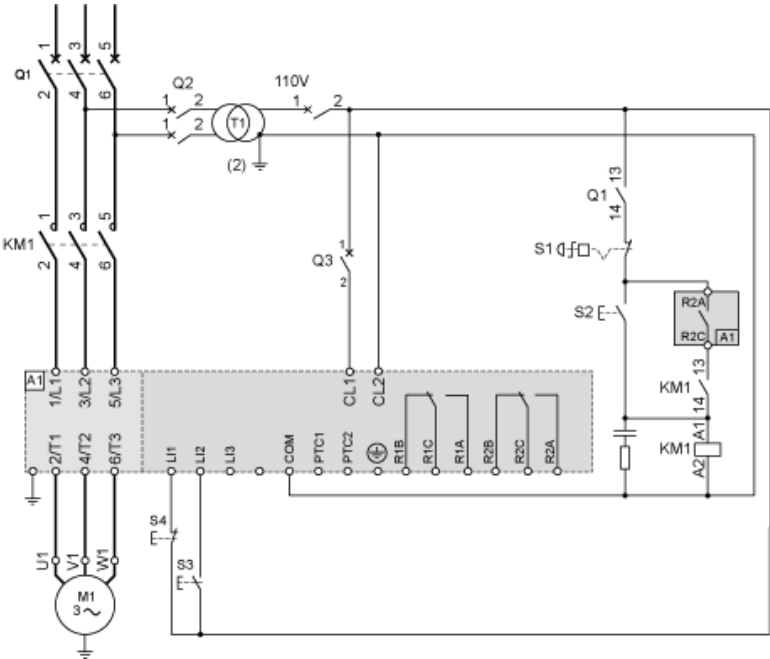 1 3 5
Q1
2 4 6
Q2
1 2
1 2
T1
(2)
110V
1 2
13
Q1
14
S1
1 3 5
KM1
2 4 6
1
Q3
2
S2
R2A
R2C A1
13
KM1
14
A1
KM1
A2
A1
1/L1 3/L2 5/L3 CL1 CL2
2/T1 4/T2 6/T3 LI1 LI2 LI3 COM PTC1 PTC2 R1B R1C R1A R2B R2C R2A
S4
S3
U1 V1 W1
M1
3